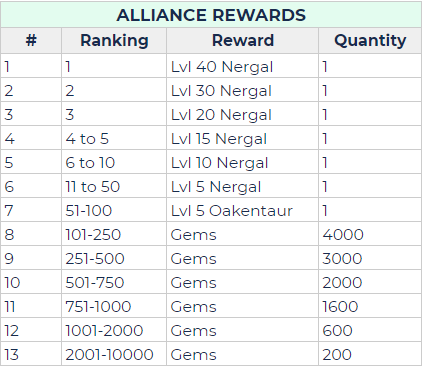 ALLIANCE REWARDS
# Ranking Reward Quantity
1 1 Lvl 40 Nergal 1
2 2 Lvl 30 Nergal 1
3 3 Lvl 20 Nergal 1
4 4 to 5 Lvl 15 Nergal 1
5 6 to 10 Lvl 10 Nergal 1
6 11 to 50 Lvl 5 Nergal 1
7 51-100 Lvl 5 Oakentaur 1
8 101-250 Gems 4000
9 251-500 Gems 3000
10 501-750 Gems 2000
11 751-1000 Gems 1600
12 1001-2000 Gems 600
13 2001-10000 Gems 200